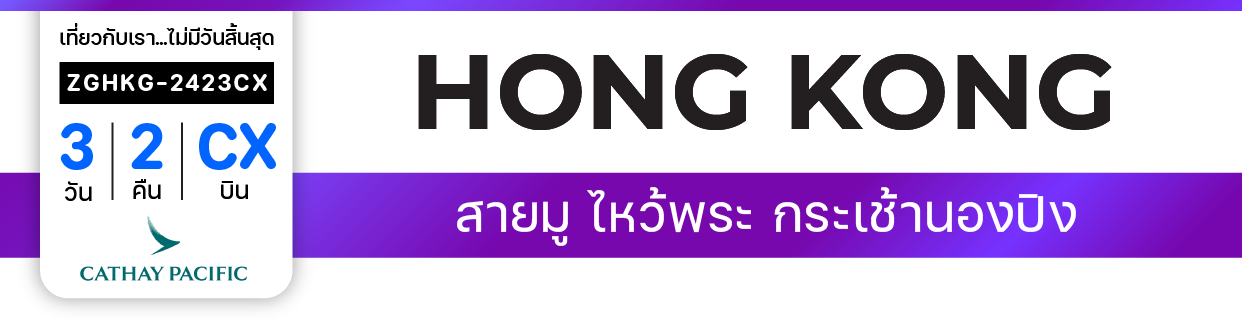 เที่ยวกับเรา...ไม่มีวันสิ้นสุด
ZGHKG-2423CX
3 2 CX
วัน คืน บิน
CATHAY PACIFIC
HONG KONG
สายมู ไหว้พระ กระเช้านองปิง